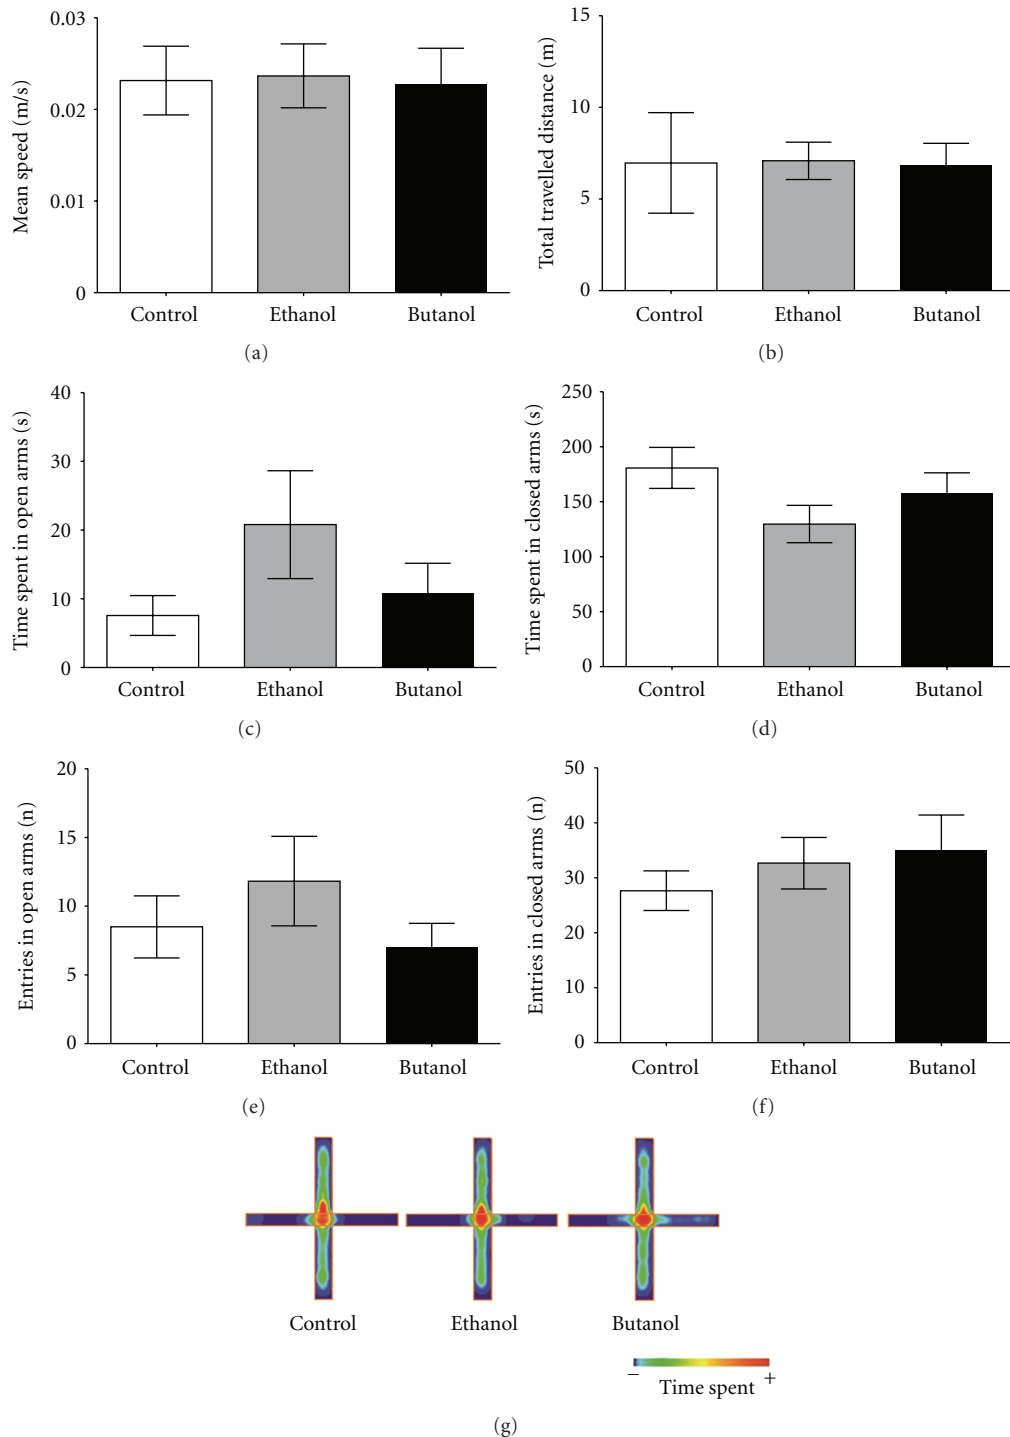 Mean speed (m/s)
0.03
0.02
0.01
0
Control Ethanol Butanol
(a)
Total travelled distance (m)
15
10
5
0
Control Ethanol Butanol
(b)
Time spent in open arms (s)
40
30
20
10
0
Control Ethanol Butanol
(c)
Time spent in closed arms (s)
250
200
150
100
50
0
Control Ethanol Butanol
(d)
Entries in open arms (n)
20
15
10
5
0
Control Ethanol Butanol
(e)
Entries in closed arms (n)
50
40
30
20
10
0
Control Ethanol Butanol
(f)
Control Ethanol Butanol
− +
Time spent
(g)